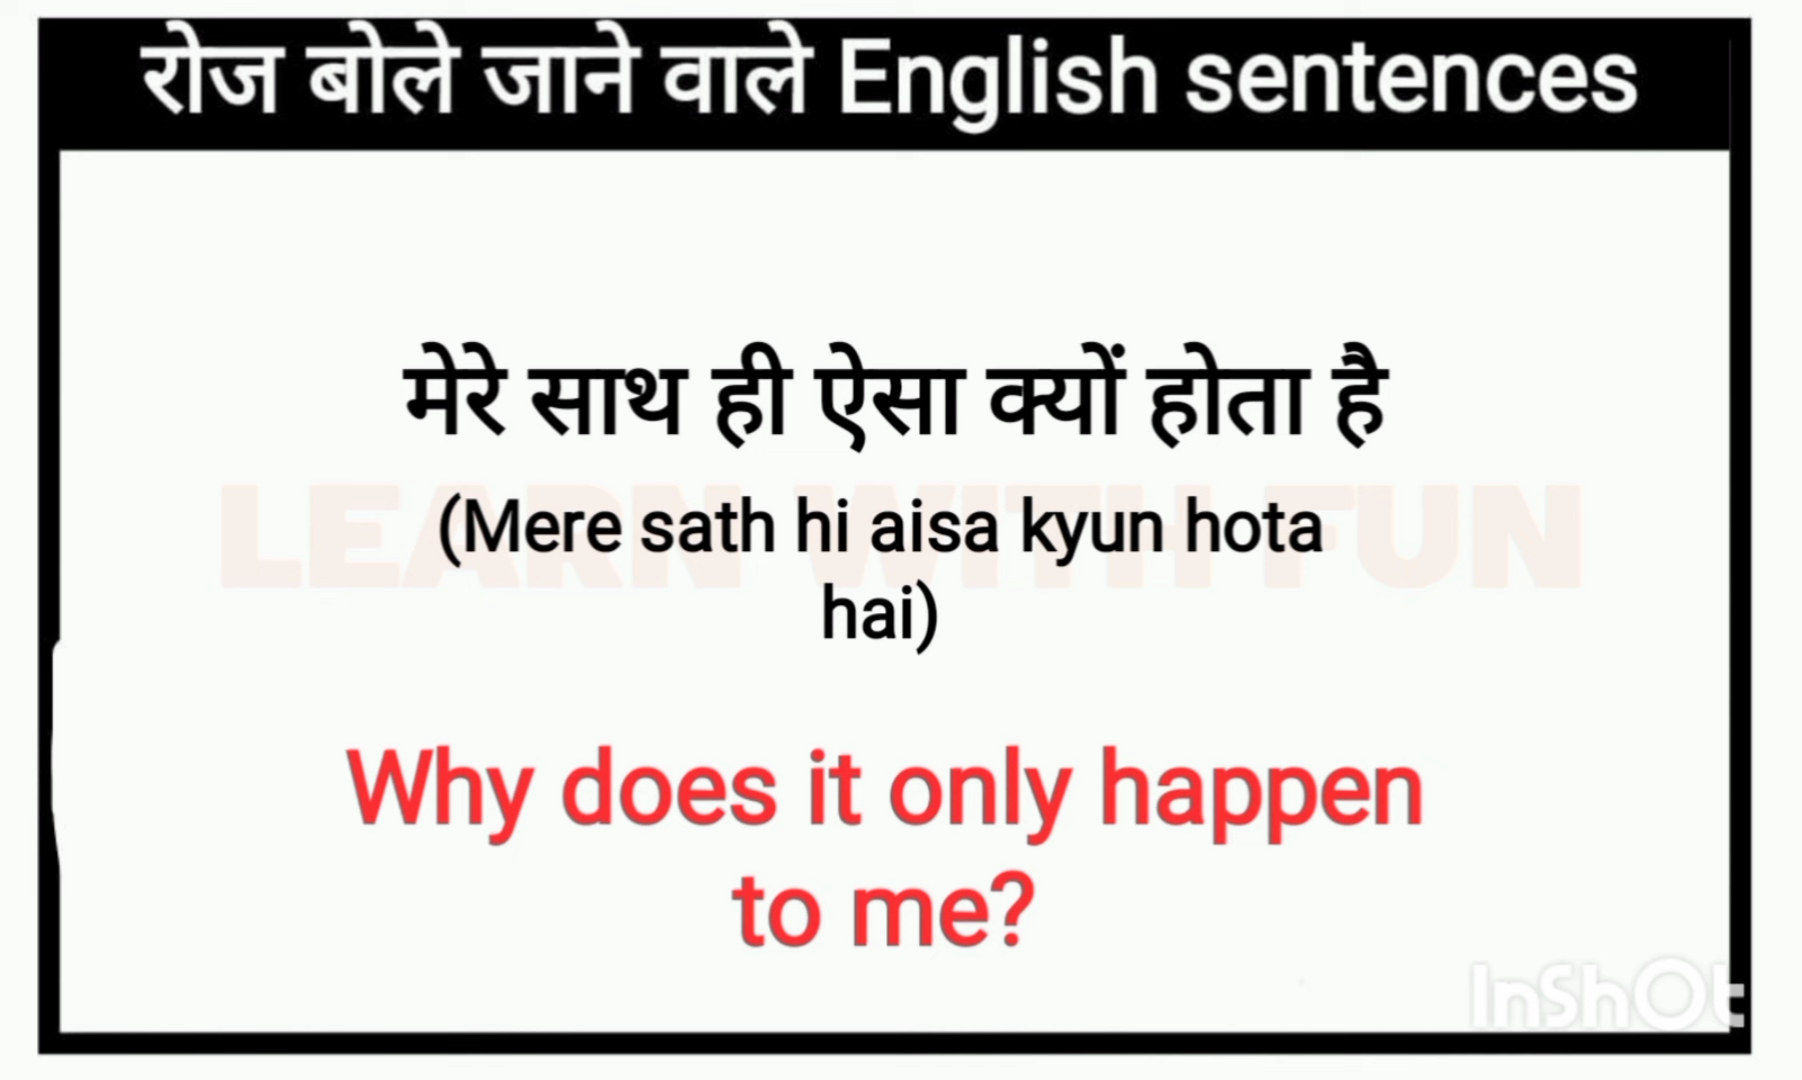 रोज बोले जाने वाले English sentences
मेरे साथ ही ऐसा क्यों होता है
LEARN WITH FUN
(Mere sath hi aisa kyun hota
hai)
Why does it only happen
to me?
InShOt